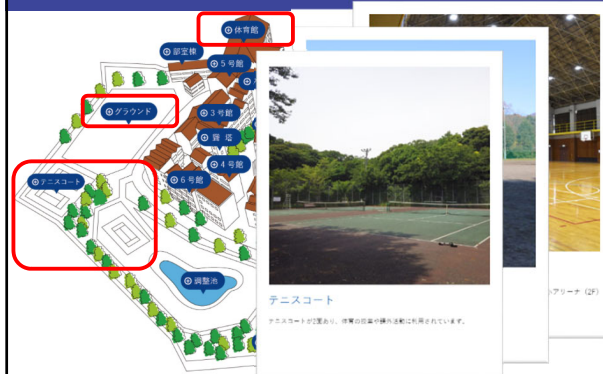 体育館
部室棟
5号館
グラウンド
3号館
4号館
テニスコート
6号館
調整池
テニスコート
テニスコートが2面あり、体育の授業や課外活動に利用されています。
アリーナ（2F）